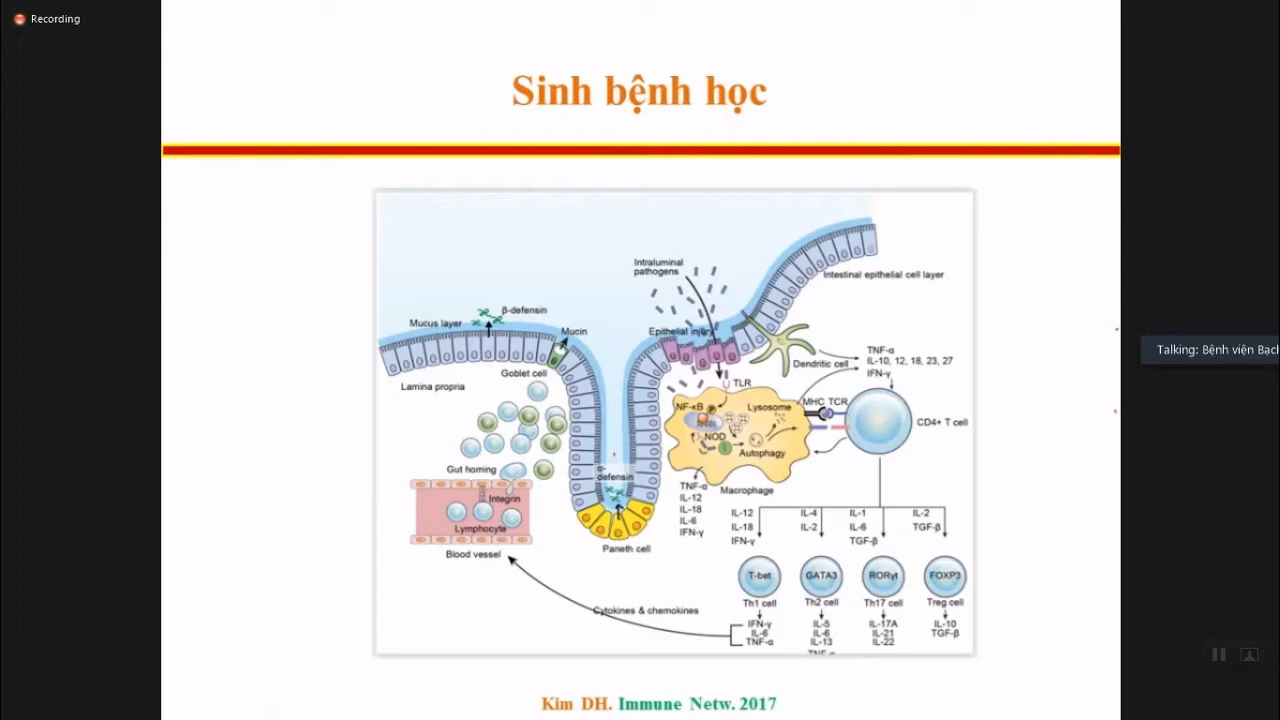 Recording
Sinh bệnh học
Intraluminal
pathogens
Intestinal epithelial cell layer
β-defensin
Mucus layer
Mucin
Epithelial injury
Goblet cell
Lamina propria
Dendritic cell
TNF-α
IL-10, 12, 18, 23, 27
IFN-γ
TLR
NF-κB
P
Lysosome
MHC TCR
NOD
CD4+ T cell
Autophagy
Macrophage
Gut homing
Integrin
Lymphocyte
Blood vessel
α-
defensin
Paneth cell
TNF-α
IL-12
IL-18
IL-6
IFN-γ
IL-12
IL-18
IFN-γ
IL-4
IL-2
IL-1
IL-6
TGF-β
IL-2
TGF-β
T-bet
GATA3
RORγt
FOXP3
Th1 cell
Th2 cell
Th17 cell
Treg cell
IFN-γ
IL-6
TNF-α
IL-5
IL-6
IL-13
TNF-α
IL-17A
IL-21
IL-22
IL-10
TGF-β
Cytokines & chemokines
Kim DH. Immune Netw. 2017
Talking: Bệnh viện Bạch